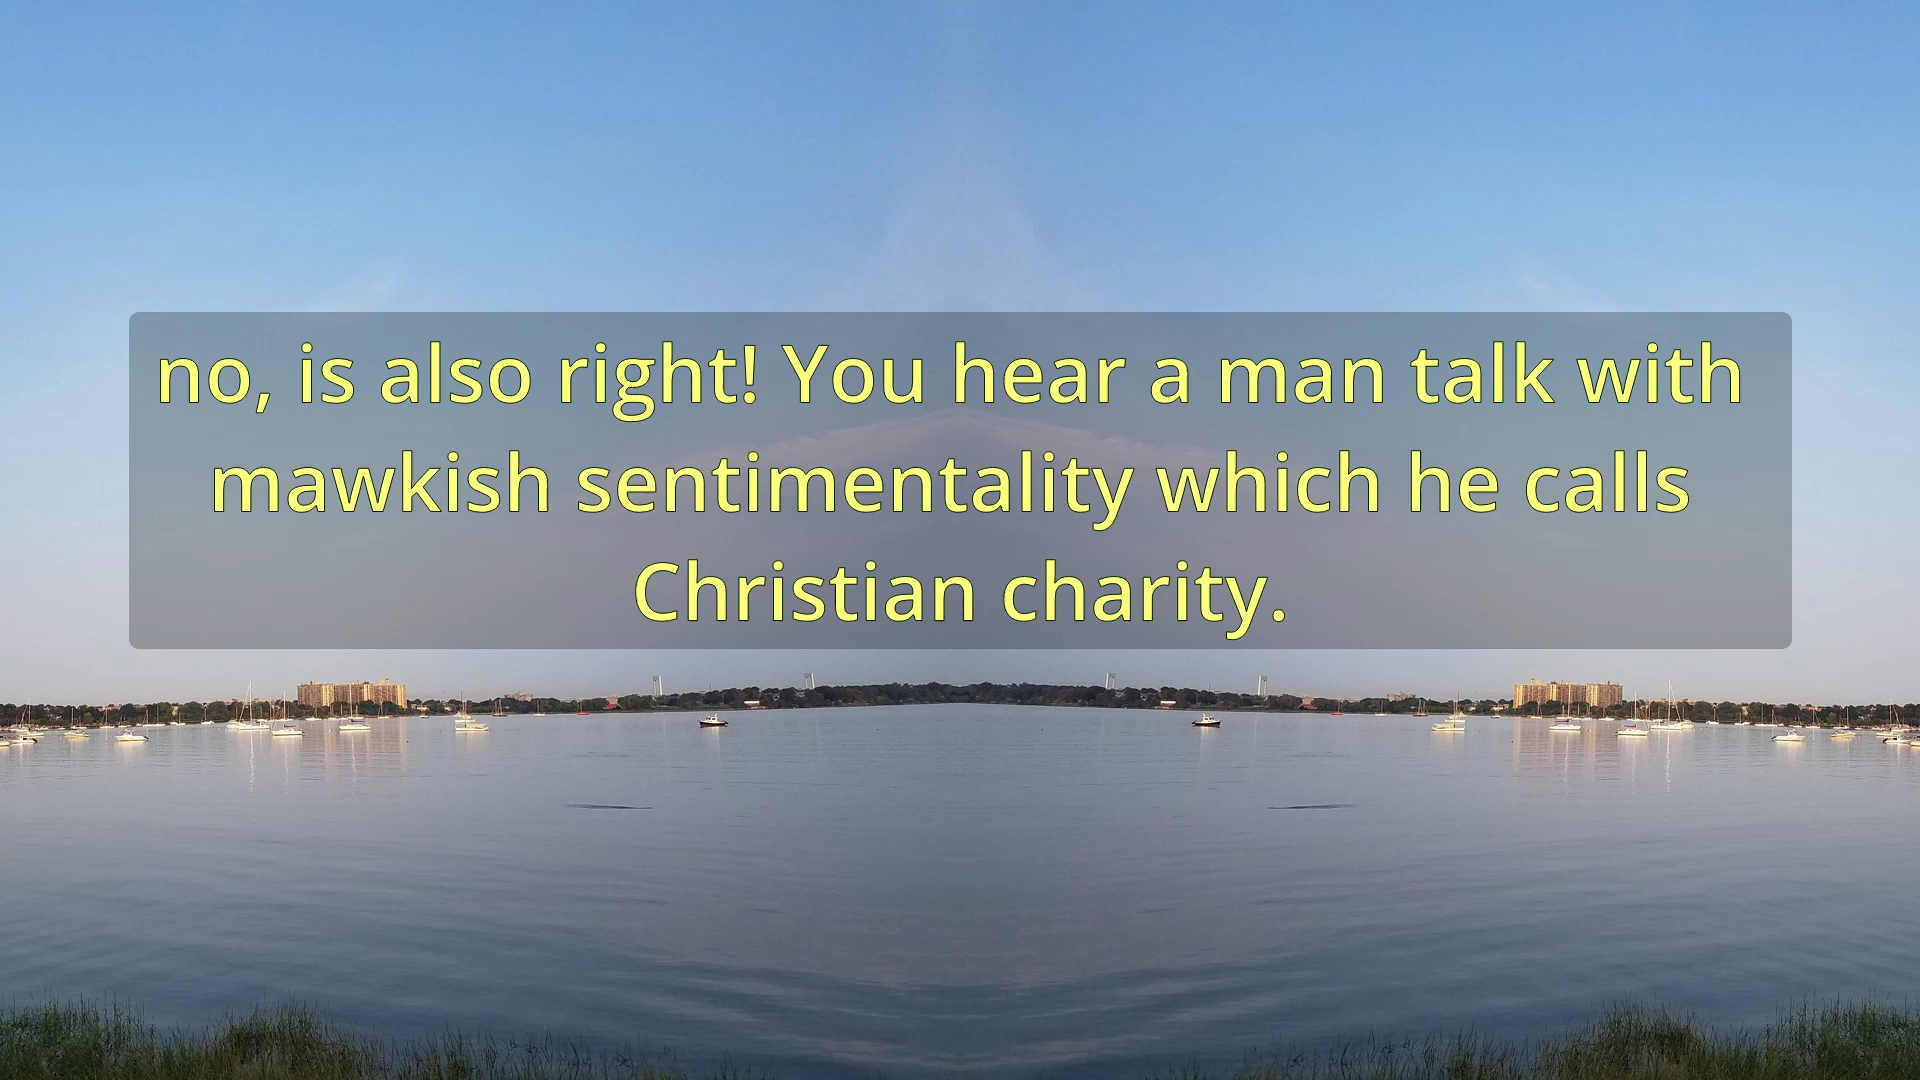 no, is also right! You hear a man talk with
mawkish sentimentality which he calls
Christian charity.